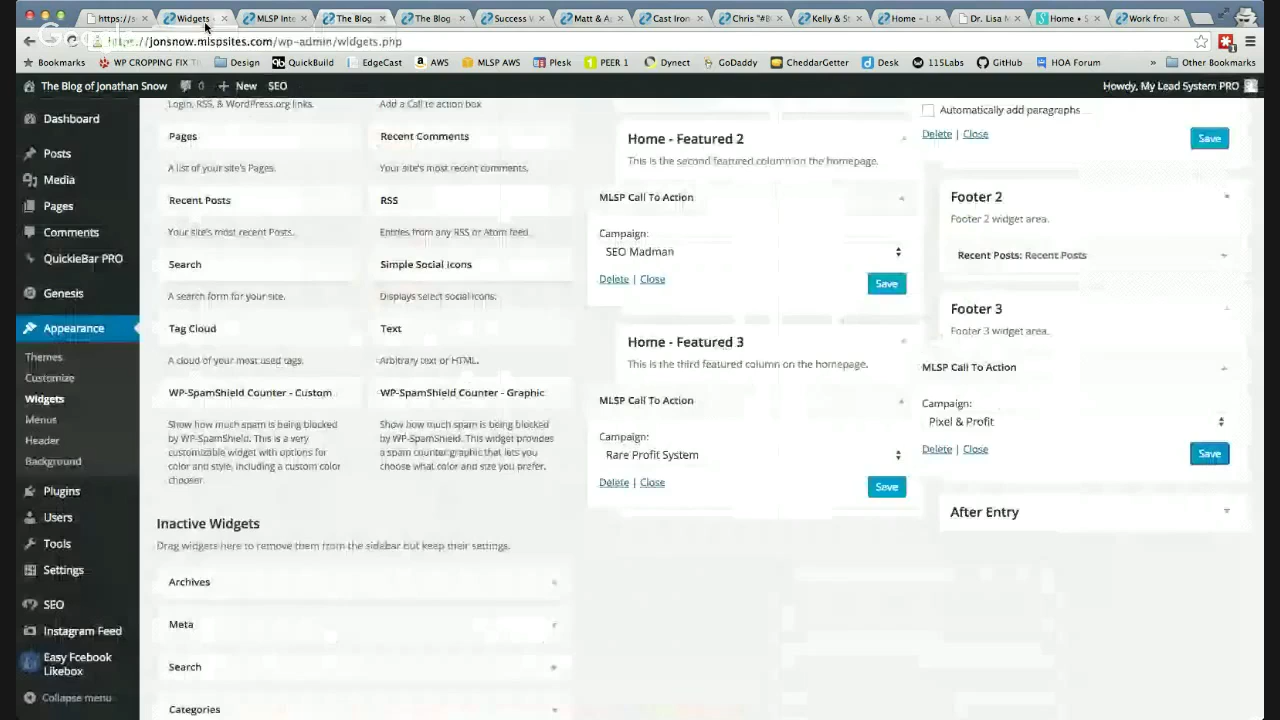 https://s
Widgets
MLSP Inte
The Blog
The Blog
Success
Matt & A
Cast Iron
Chris "#B
Kelly & S
Home –
Dr. Lisa M
Home • S
Work from
https://jonsnow.mlspsites.com/wp-admin/widgets.php
Bookmarks
WP CROPPING FIX
Design
QuickBuild
EdgeCast
AWS
MLSP AWS
Plesk
PEER 1
Dynect
GoDaddy
CheddarGetter
Desk
115Labs
GitHub
HOA Forum
»
Other Bookmarks
The Blog of Jonathan Snow
0
New
SEO
Howdy, My Lead System PRO
Dashboard
Posts
Media
Pages
Comments
QuickieBar PRO
Genesis
Appearance
Themes
Customize
Widgets
Menus
Header
Background
Plugins
Users
Tools
Settings
SEO
Instagram Feed
Easy Fcebook
Likebox
Collapse menu
Login, RSS, & WordPress.org links.
Add a Call to action box
Pages
Recent Comments
A list of your site's Pages.
Your site's most recent comments.
Recent Posts
RSS
Your site's most recent Posts.
Entries from any RSS or Atom feed.
Search
Simple Social Icons
A search form for your site.
Displays select social icons.
Tag Cloud
Text
A cloud of your most used tags.
Arbitrary text or HTML.
WP-SpamShield Counter - Custom
WP-SpamShield Counter - Graphic
Show how much spam is being blocked
by WP-SpamShield. This is a very
customizable widget with options for
color and style, including a custom color
chooser.
Show how much spam is being blocked
by WP-SpamShield. This widget provides
a spam counter graphic that lets you
choose what color and size you prefer.
Inactive Widgets
Drag widgets here to remove them from the sidebar but keep their settings.
Archives
Meta
Search
Categories
Home - Featured 2
This is the second featured column on the homepage.
MLSP Call To Action
Campaign:
SEO Madman
Delete | Close
Save
Home - Featured 3
This is the third featured column on the homepage.
MLSP Call To Action
Campaign:
Rare Profit System
Delete | Close
Save
Automatically add paragraphs
Delete | Close
Save
Footer 2
Footer 2 widget area.
Recent Posts: Recent Posts
Footer 3
Footer 3 widget area.
MLSP Call To Action
Campaign:
Pixel & Profit
Delete | Close
Save
After Entry